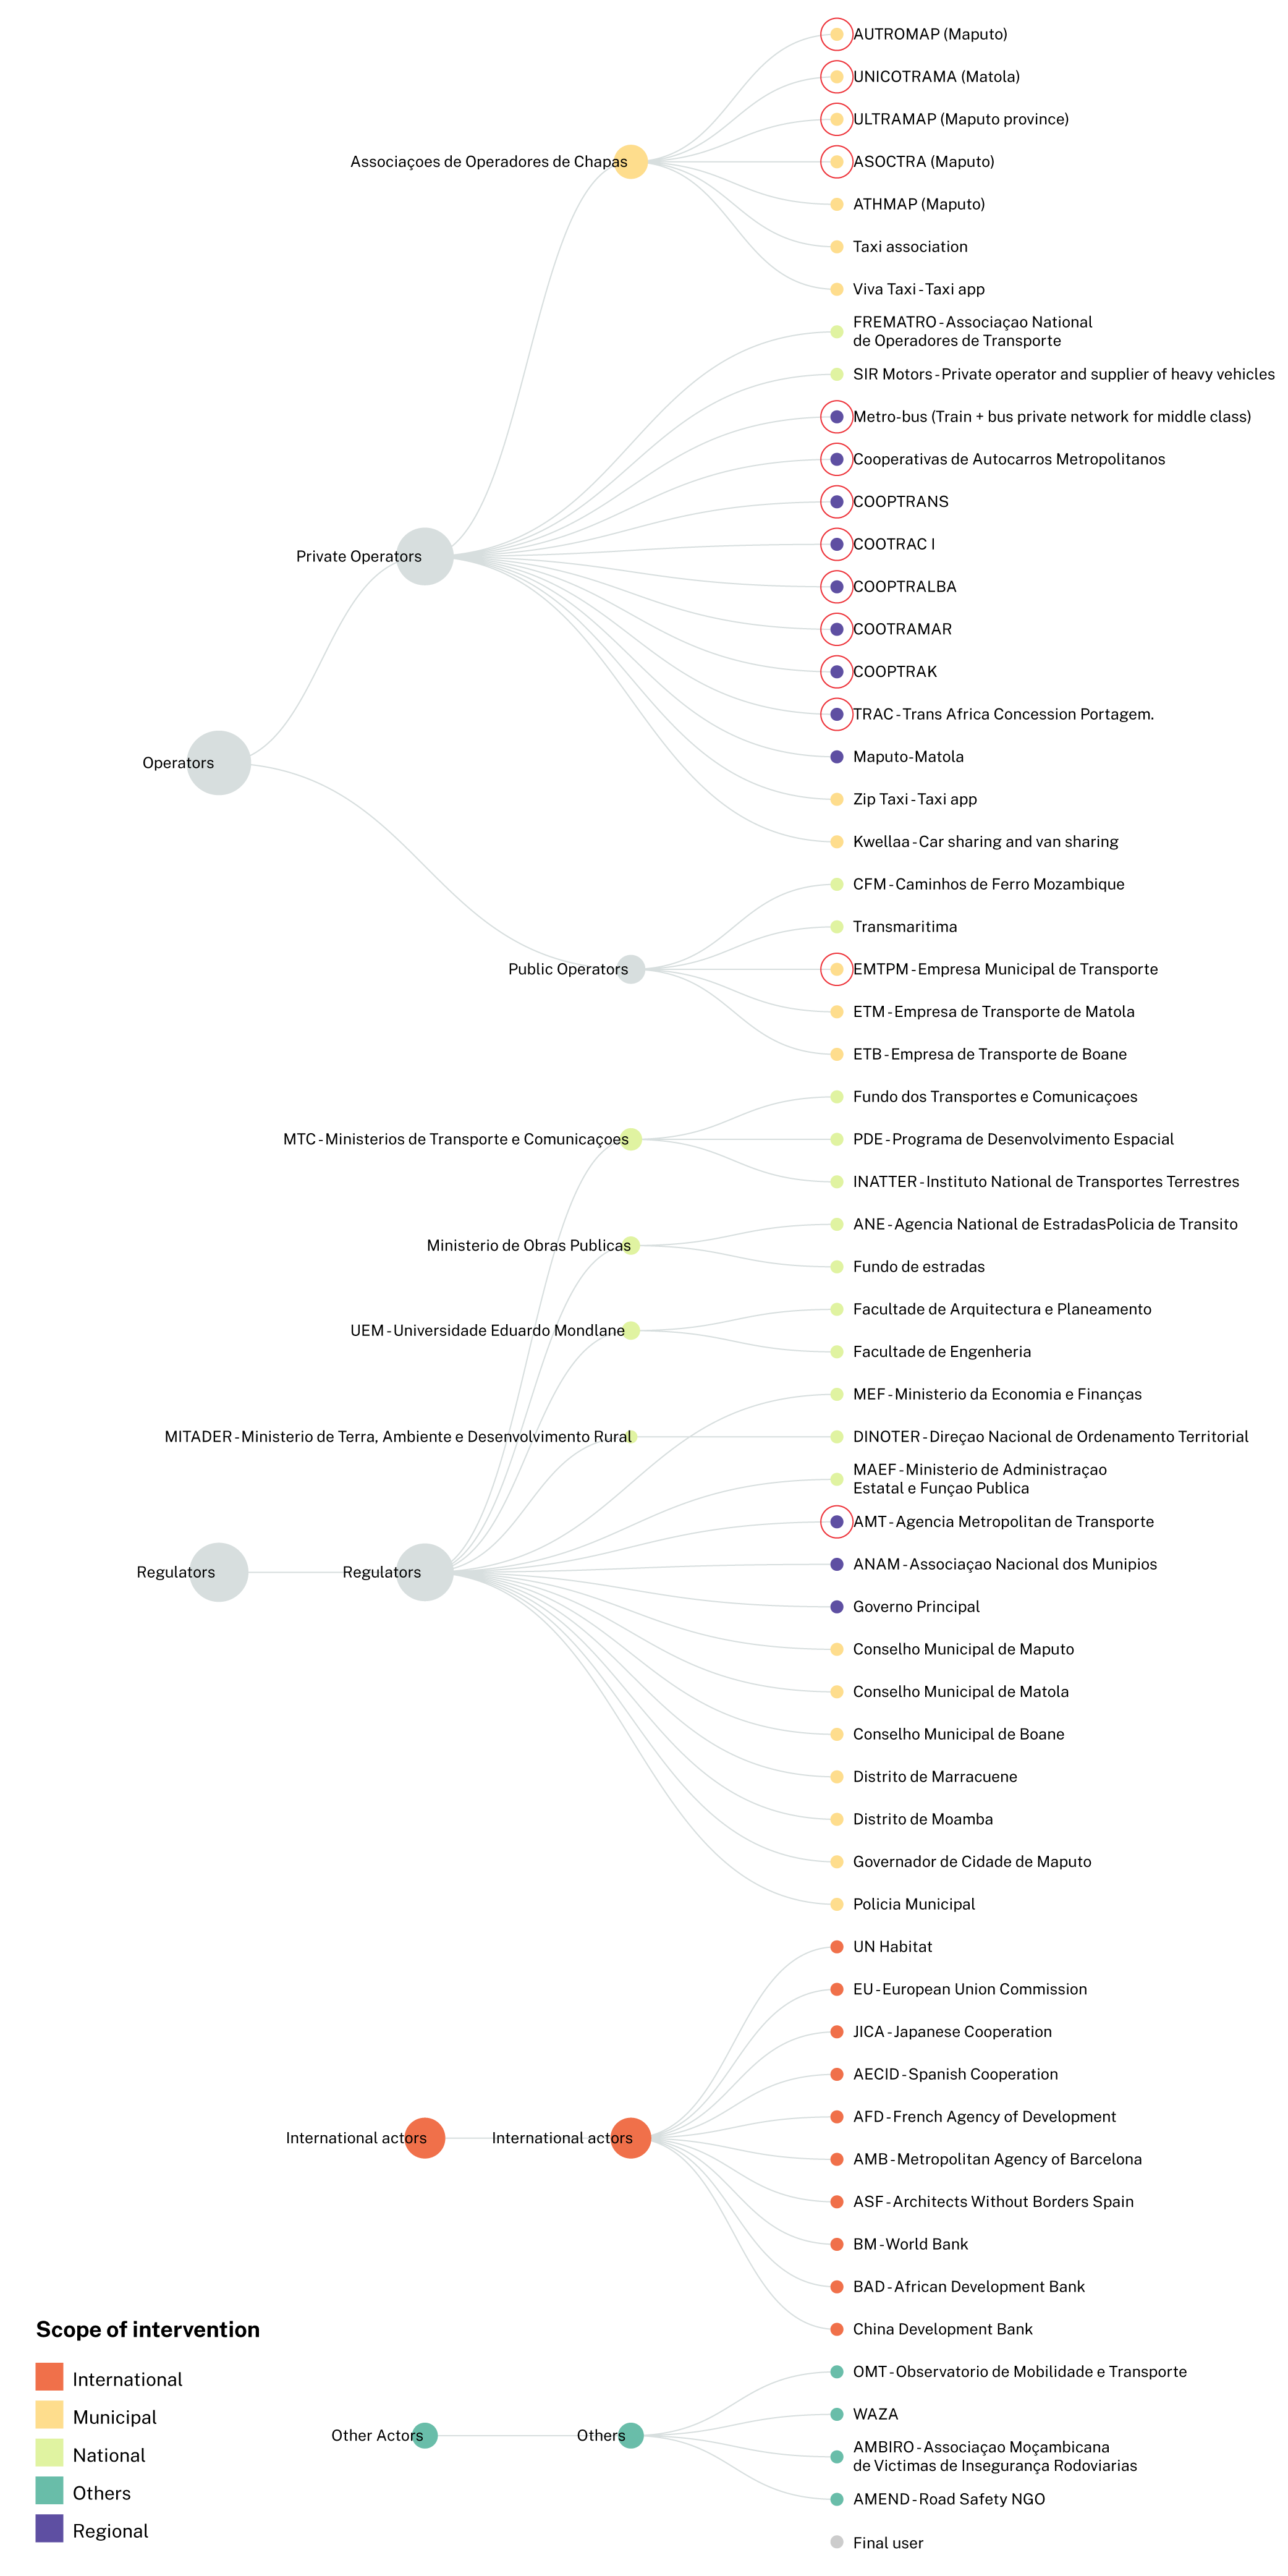 AUTROMAP (Maputo)
UNICOTRAMA (Matola)
ULTRAMAP (Maputo province)
Associaçoes de Operadores de Chapas
ASOCTRA (Maputo)
ATHMAP (Maputo)
Taxi association
Viva Taxi - Taxi app
FREMATRO - Associaçao National
de Operadores de Transporte
SIR Motors - Private operator and supplier of heavy vehicles
Metro-bus (Train + bus private network for middle class)
Cooperativas de Autocarros Metropolitanos
COOPTRANS
COOTRAC I
Private Operators
COOPTRALBA
COOTRAMAR
COOPTRAK
TRAC - Trans Africa Concession Portagem.
Maputo-Matola
Operators
Zip Taxi - Taxi app
Kwellaa - Car sharing and van sharing
CFM - Caminhos de Ferro Mozambique
Transmaritima
Public Operators
EMTPM - Empresa Municipal de Transporte
ETM - Empresa de Transporte de Matola
ETB - Empresa de Transporte de Boane
Fundo dos Transportes e Comunicaçoes
MTC - Ministerios de Transporte e Comunicaçoes
PDE - Programa de Desenvolvimento Espacial
INATTER - Instituto National de Transportes Terrestres
ANE - Agencia National de EstradasPolicia de Transito
Ministerio de Obras Publicas
Fundo de estradas
Facultade de Arquitectura e Planeamento
UEM - Universidade Eduardo Mondlane
Facultade de Engenheria
MEF - Ministerio da Economia e Finanças
MITADER - Ministerio de Terra, Ambiente e Desenvolvimento Rural
DINOTER - Direçao Nacional de Ordenamento Territorial
MAEF - Ministerio de Administraçao
Estatal e Funçao Publica
AMT - Agencia Metropolitan de Transporte
ANAM - Associaçao Nacional dos Munipios
Regulators
Regulators
Governo Principal
Conselho Municipal de Maputo
Conselho Municipal de Matola
Conselho Municipal de Boane
Distrito de Marracuene
Distrito de Moamba
Governador de Cidade de Maputo
Policia Municipal
UN Habitat
EU - European Union Commission
JICA - Japanese Cooperation
AECID - Spanish Cooperation
AFD - French Agency of Development
International actors
International actors
AMB - Metropolitan Agency of Barcelona
ASF - Architects Without Borders Spain
BM - World Bank
BAD - African Development Bank
China Development Bank
OMT - Observatorio de Mobilidade e Transporte
WAZA
Other Actors
Others
AMBIRO - Associaçao Moçambicana
de Victimas de Insegurança Rodoviarias
AMEND - Road Safety NGO
Final user
Scope of intervention
International
Municipal
National
Others
Regional